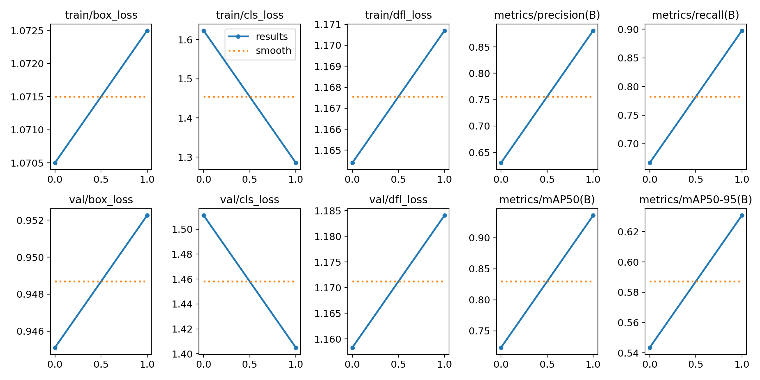 train/box_loss
1.0725
1.0720
1.0715
1.0710
1.0705
0.0 0.5 1.0
train/cls_loss
1.6
1.5
1.4
1.3
results
smooth
0.0 0.5 1.0
train/dfl_loss
1.171
1.170
1.169
1.168
1.167
1.166
1.165
0.0 0.5 1.0
metrics/precision(B)
0.85
0.80
0.75
0.70
0.65
0.0 0.5 1.0
metrics/recall(B)
0.90
0.85
0.80
0.75
0.70
0.0 0.5 1.0
val/box_loss
0.952
0.950
0.948
0.946
0.0 0.5 1.0
val/cls_loss
1.50
1.48
1.46
1.44
1.42
1.40
0.0 0.5 1.0
val/dfl_loss
1.185
1.180
1.175
1.170
1.165
1.160
0.0 0.5 1.0
metrics/mAP50(B)
0.90
0.85
0.80
0.75
0.0 0.5 1.0
metrics/mAP50-95(B)
0.62
0.60
0.58
0.56
0.54
0.0 0.5 1.0